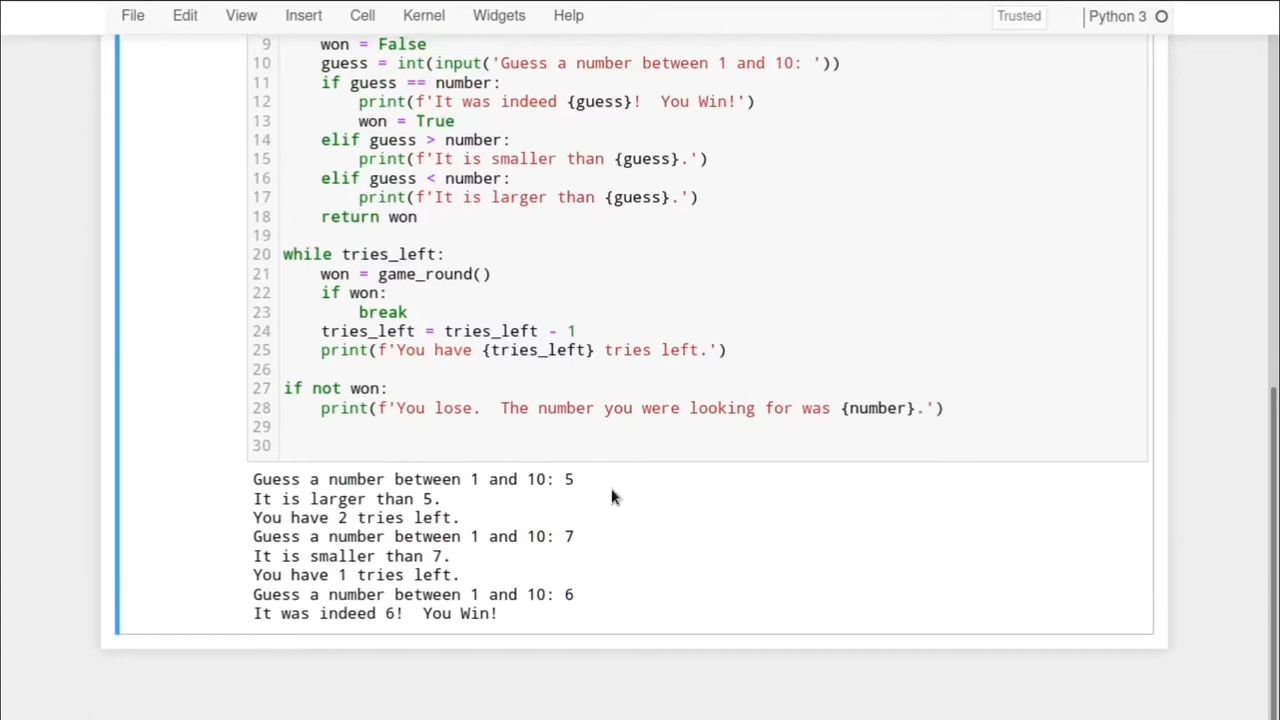 File Edit View Insert Cell Kernel Widgets Help Trusted Python 3
9     won = False
10     guess = int(input('Guess a number between 1 and 10: '))
11     if guess == number:
12         print(f'It was indeed {guess}!  You Win!')
13         won = True
14     elif guess > number:
15         print(f'It is smaller than {guess}.')
16     elif guess < number:
17         print(f'It is larger than {guess}.')
18     return won
19
20 while tries_left:
21     won = game_round()
22     if won:
23         break
24     tries_left = tries_left - 1
25     print(f'You have {tries_left} tries left.')
26
27 if not won:
28     print(f'You lose.  The number you were looking for was {number}.')
29
30
Guess a number between 1 and 10: 5
It is larger than 5.
You have 2 tries left.
Guess a number between 1 and 10: 7
It is smaller than 7.
You have 1 tries left.
Guess a number between 1 and 10: 6
It was indeed 6!  You Win!